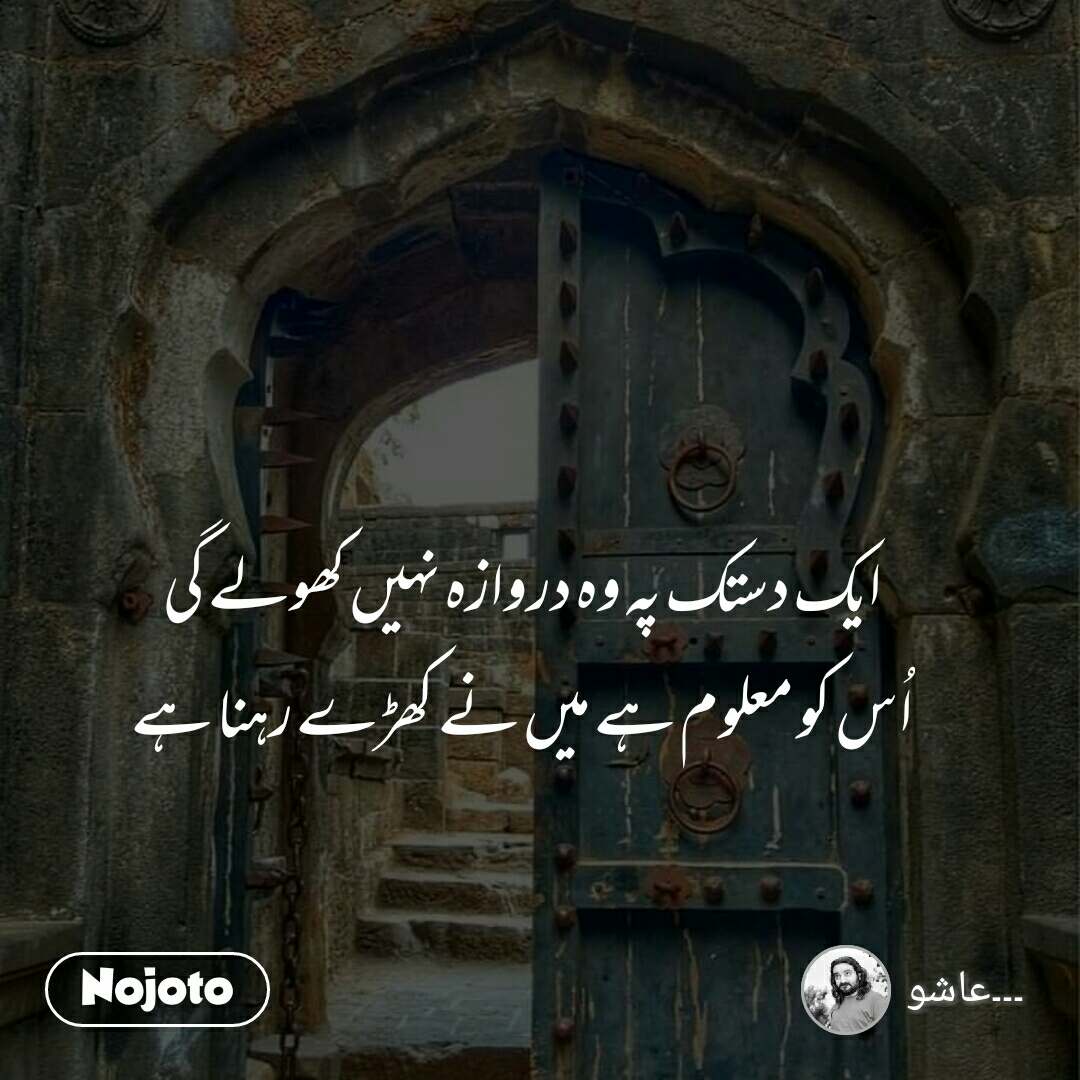 ایک دستک پہ وہ دروازہ نہیں کھولے گی
اُس کو معلوم ہے میں نے کھڑے رہنا ہے
Nojoto
عاشو---